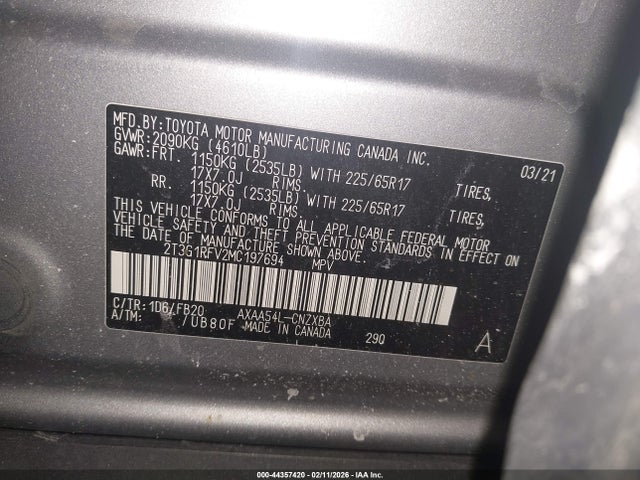 MFD.BY:TOYOTA MOTOR MANUFACTURING CANADA INC. 03/21
GVWR:2090KG (4610LB)
GAWR:FRT. 1150KG (2535LB) WITH 225/65R17 TIRES,
17X7.0J RIMS.
RR. 1150KG (2535LB) WITH 225/65R17 TIRES,
17X7.0J RIMS.
THIS VEHICLE CONFORMS TO ALL APPLICABLE FEDERAL MOTOR
VEHICLE SAFETY AND THEFT PREVENTION STANDARDS IN EFFECT ON
THE DATE OF MANUFACTURE SHOWN ABOVE.
2T3G1RFV2MC197694 MPV
C/TR:1D6/FB20 AXAA54L-CNZXBA
A/TM: /UB80F MADE IN CANADA 290 A
000-44357420 - 02/11/2026 - IAA Inc.